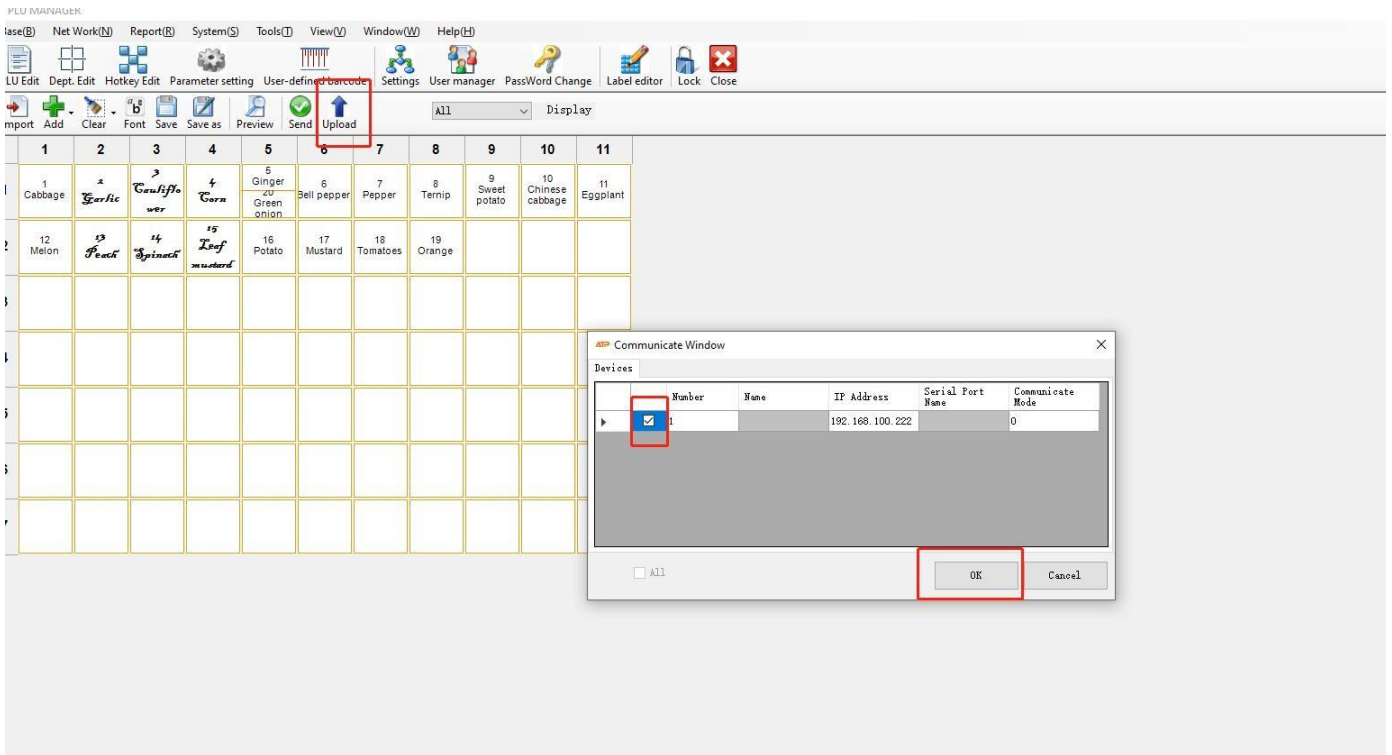 PLU MANAGER
Base(B) Net Work(N) Report(R) System(S) Tools(T) View(V) Window(W) Help(H)
LU Edit Dept. Edit Hotkey Edit Parameter setting User-defined barcode Settings User manager PassWord Change Label editor Lock Close
mport Add Clear Font Save Save as Preview Send Upload All Display
1 2 3 4 5 6 7 8 9 10 11
1 Cabbage
2 Garlic
3 Cauliflower
4 Corn
5 Ginger
20 Green onion
6 Bell pepper
7 Pepper
8 Ternip
9 Sweet potato
10 Chinese cabbage
11 Eggplant
2
12 Melon
13 Peach
14 Spinach
15 Leaf mustard
16 Potato
17 Mustard
18 Tomatoes
19 Orange
ATP Communicate Window
Devices
Number Name IP Address Serial Port Name Communicate Mode
1 192.168.100.222 0
All OK Cancel